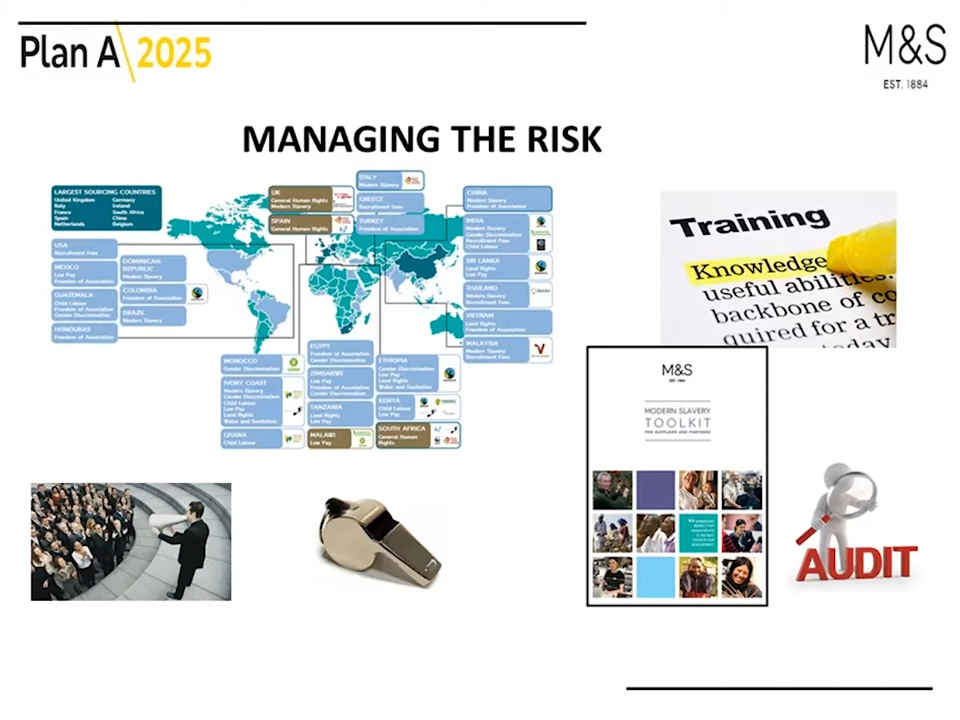 Plan A\2025
M&S
EST. 1884
MANAGING THE RISK
LARGEST SOURCING COUNTRIES
United Kingdom
Italy
France
Spain
Netherlands
Germany
Ireland
South Africa
China
Belgium
UK
General Human Rights
Modern Slavery
SPAIN
General Human Rights
ITALY
Modern Slavery
GREECE
Recruitment Fees
TURKEY
Freedom of Association
CHINA
Modern Slavery
Freedom of Association
INDIA
Modern Slavery
Gender Discrimination
Recruitment Fees
Child Labour
SRI LANKA
Land Rights
Low Pay
THAILAND
Modern Slavery
Recruitment Fees
VIETNAM
Land Rights
Freedom of Association
MALAYSIA
Modern Slavery
Recruitment Fees
USA
Recruitment Fees
MEXICO
Low Pay
Freedom of Association
GUATEMALA
Child Labour
Freedom of Association
Gender Discrimination
HONDURAS
Freedom of Association
DOMINICAN
REPUBLIC
Modern Slavery
COLOMBIA
Freedom of Association
BRAZIL
Modern Slavery
MOROCCO
Gender Discrimination
IVORY COAST
Modern Slavery
Gender Discrimination
Child Labour
Low Pay
Land Rights
Water and Sanitation
GHANA
Child Labour
EGYPT
Freedom of Association
Gender Discrimination
ZIMBABWE
Low Pay
Freedom of Association
Gender Discrimination
TANZANIA
Land Rights
Low Pay
MALAWI
Low Pay
ETHIOPIA
Gender Discrimination
Low Pay
Land Rights
Water and Sanitation
KENYA
Child Labour
Low Pay
SOUTH AFRICA
General Human
Rights
Training
Knowledge
useful abilities.
backbone of co
quired for a tr
today
M&S
EST. 1884
MODERN SLAVERY
TOOLKIT
FOR SUPPLIERS AND PARTNERS
AUDIT